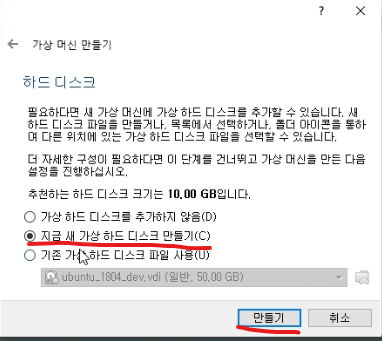 ? ×
← 가상 머신 만들기
하드 디스크
필요하다면 새 가상 머신에 가상 하드 디스크를 추가할 수 있습니다. 새
하드 디스크 파일을 만들거나, 목록에서 선택하거나, 폴더 아이콘을 통하
여 다른 위치에 있는 가상 하드 디스크 파일을 선택할 수 있습니다.
더 자세한 구성이 필요하다면 이 단계를 건너뛰고 가상 머신을 만든 다음
설정을 진행하십시오.
추천하는 하드 디스크 크기는 10,00 GB입니다.
가상 하드 디스크를 추가하지 않음(D)
지금 새 가상 하드 디스크 만들기(C)
기존 가상 하드 디스크 파일 사용(U)
ubuntu_1804_dev.vdi (일반, 50,00 GB)
만들기 취소